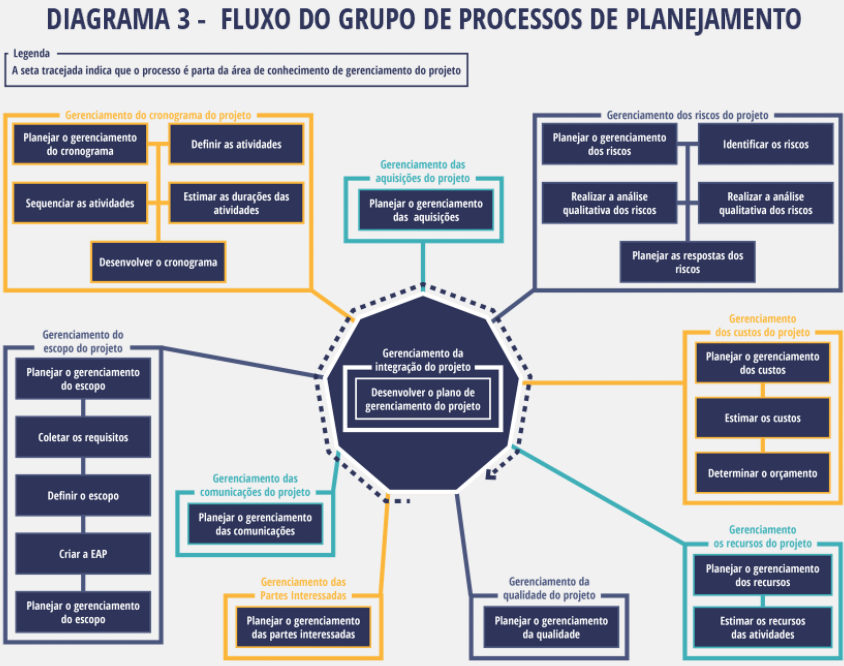 DIAGRAMA 3 - FLUXO DO GRUPO DE PROCESSOS DE PLANEJAMENTO
Legenda
A seta tracejada indica que o processo é parta da área de conhecimento de gerenciamento do projeto
Gerenciamento do cronograma do projeto
Planejar o gerenciamento
do cronograma
Definir as atividades
Sequenciar as atividades
Estimar as durações das
atividades
Desenvolver o cronograma
Gerenciamento das
aquisições do projeto
Planejar o gerenciamento
das aquisições
Gerenciamento dos riscos do projeto
Planejar o gerenciamento
dos riscos
Identificar os riscos
Realizar a análise
qualitativa dos riscos
Realizar a análise
qualitativa dos riscos
Planejar as respostas dos
riscos
Gerenciamento do
escopo do projeto
Planejar o gerenciamento
do escopo
Coletar os requisitos
Definir o escopo
Criar a EAP
Planejar o gerenciamento
do escopo
Gerenciamento da
integração do projeto
Desenvolver o plano de
gerenciamento do projeto
Gerenciamento
dos custos do projeto
Planejar o gerenciamento
dos custos
Estimar os custos
Determinar o orçamento
Gerenciamento das
comunicações do projeto
Planejar o gerenciamento
das comunicações
Gerenciamento das
Partes Interessadas
Planejar o gerenciamento
das partes interessadas
Gerenciamento da
qualidade do projeto
Planejar o gerenciamento
da qualidade
Gerenciamento
os recursos do projeto
Planejar o gerenciamento
dos recursos
Estimar os recursos
das atividades